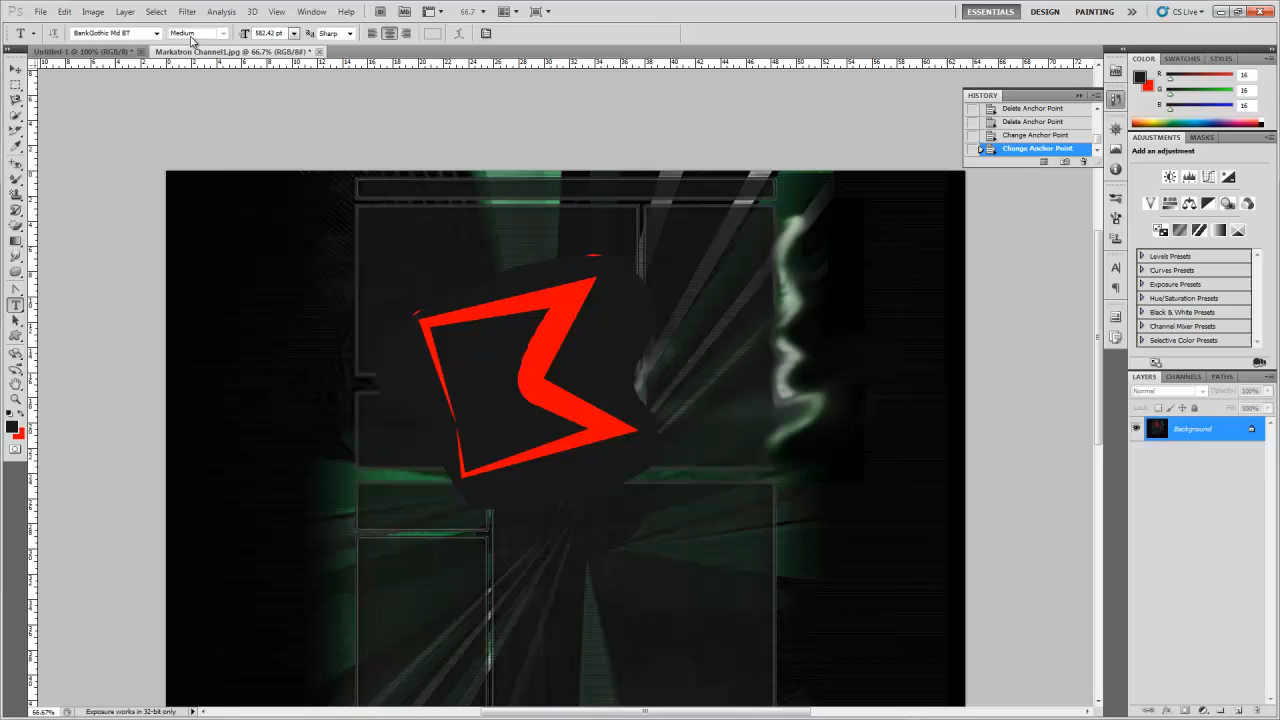 Ps File Edit Image Layer Select Filter Analysis 3D View Window Help Br Mb 66.7 ESSENTIALS DESIGN PAINTING CS Live
T BankGothic Md BT Medium 582.42 pt Sharp
Untitled-1 @ 100% (RGB/8) * Markatron Channel1.jpg @ 66.7% (RGB/8#) *
HISTORY
Delete Anchor Point
Delete Anchor Point
Change Anchor Point
Change Anchor Point
COLOR SWATCHES STYLES
R 16
G 16
B 16
ADJUSTMENTS MASKS
Add an adjustment
Levels Presets
Curves Presets
Exposure Presets
Hue/Saturation Presets
Black & White Presets
Channel Mixer Presets
Selective Color Presets
LAYERS CHANNELS PATHS
Normal Opacity: 100%
Lock: Fill: 100%
Background
66.67% Exposure works in 32-bit only